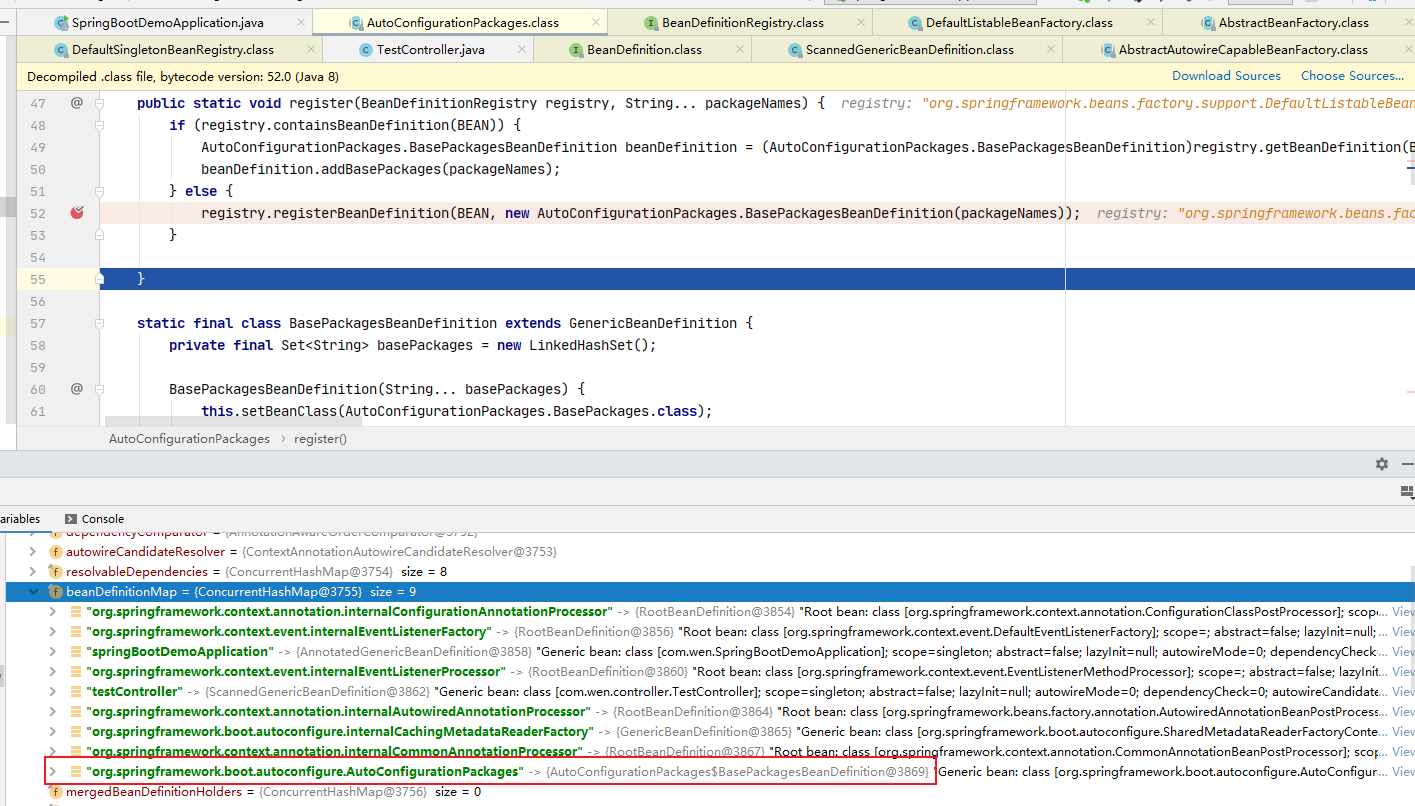 SpringBootDemoApplication.java AutoConfigurationPackages.class BeanDefinitionRegistry.class DefaultListableBeanFactory.class AbstractBeanFactory.class
DefaultSingletonBeanRegistry.class TestController.java BeanDefinition.class ScannedGenericBeanDefinition.class AbstractAutowireCapableBeanFactory.class
Decompiled .class file, bytecode version: 52.0 (Java 8) Download Sources Choose Sources...
47 @ public static void register(BeanDefinitionRegistry registry, String... packageNames) { registry: "org.springframework.beans.factory.support.DefaultListableBean
48 if (registry.containsBeanDefinition(BEAN)) {
49 AutoConfigurationPackages.BasePackagesBeanDefinition beanDefinition = (AutoConfigurationPackages.BasePackagesBeanDefinition)registry.getBeanDefinition(B
50 beanDefinition.addBasePackages(packageNames);
51 } else {
52 registry.registerBeanDefinition(BEAN, new AutoConfigurationPackages.BasePackagesBeanDefinition(packageNames)); registry: "org.springframework.beans.fac
53 }
54
55 }
56
57 static final class BasePackagesBeanDefinition extends GenericBeanDefinition {
58 private final Set<String> basePackages = new LinkedHashSet();
59
60 @ BasePackagesBeanDefinition(String... basePackages) {
61 this.setBeanClass(AutoConfigurationPackages.BasePackages.class);
AutoConfigurationPackages › register()
ariables Console
dependencyComparator = {AnnotationAwareOrderComparator@3752}
autowireCandidateResolver = {ContextAnnotationAutowireCandidateResolver@3753}
resolvableDependencies = {ConcurrentHashMap@3754} size = 8
beanDefinitionMap = {ConcurrentHashMap@3755} size = 9
"org.springframework.context.annotation.internalConfigurationAnnotationProcessor" -> {RootBeanDefinition@3854} "Root bean: class [org.springframework.context.annotation.ConfigurationClassPostProcessor]; scop... View
"org.springframework.context.event.internalEventListenerFactory" -> {RootBeanDefinition@3856} "Root bean: class [org.springframework.context.event.DefaultEventListenerFactory]; scope=; abstract=false; lazyInit=null; ... View
"springBootDemoApplication" -> {AnnotatedGenericBeanDefinition@3858} "Generic bean: class [com.wen.SpringBootDemoApplication]; scope=singleton; abstract=false; lazyInit=null; autowireMode=0; dependencyCheck... View
"org.springframework.context.event.internalEventListenerProcessor" -> {RootBeanDefinition@3860} "Root bean: class [org.springframework.context.event.EventListenerMethodProcessor]; scope=; abstract=false; lazyInit... View
"testController" -> {ScannedGenericBeanDefinition@3862} "Generic bean: class [com.wen.controller.TestController]; scope=singleton; abstract=false; lazyInit=null; autowireMode=0; dependencyCheck=0; autowireCandidate... View
"org.springframework.context.annotation.internalAutowiredAnnotationProcessor" -> {RootBeanDefinition@3864} "Root bean: class [org.springframework.beans.factory.annotation.AutowiredAnnotationBeanPostProcess... View
"org.springframework.boot.autoconfigure.internalCachingMetadataReaderFactory" -> {GenericBeanDefinition@3865} "Generic bean: class [org.springframework.boot.autoconfigure.SharedMetadataReaderFactoryConte... View
"org.springframework.context.annotation.internalCommonAnnotationProcessor" -> {RootBeanDefinition@3867} "Root bean: class [org.springframework.context.annotation.CommonAnnotationBeanPostProcessor]; sco... View
"org.springframework.boot.autoconfigure.AutoConfigurationPackages" -> {AutoConfigurationPackages$BasePackagesBeanDefinition@3869} "Generic bean: class [org.springframework.boot.autoconfigure.AutoConfigur... View
mergedBeanDefinitionHolders = {ConcurrentHashMap@3756} size = 0